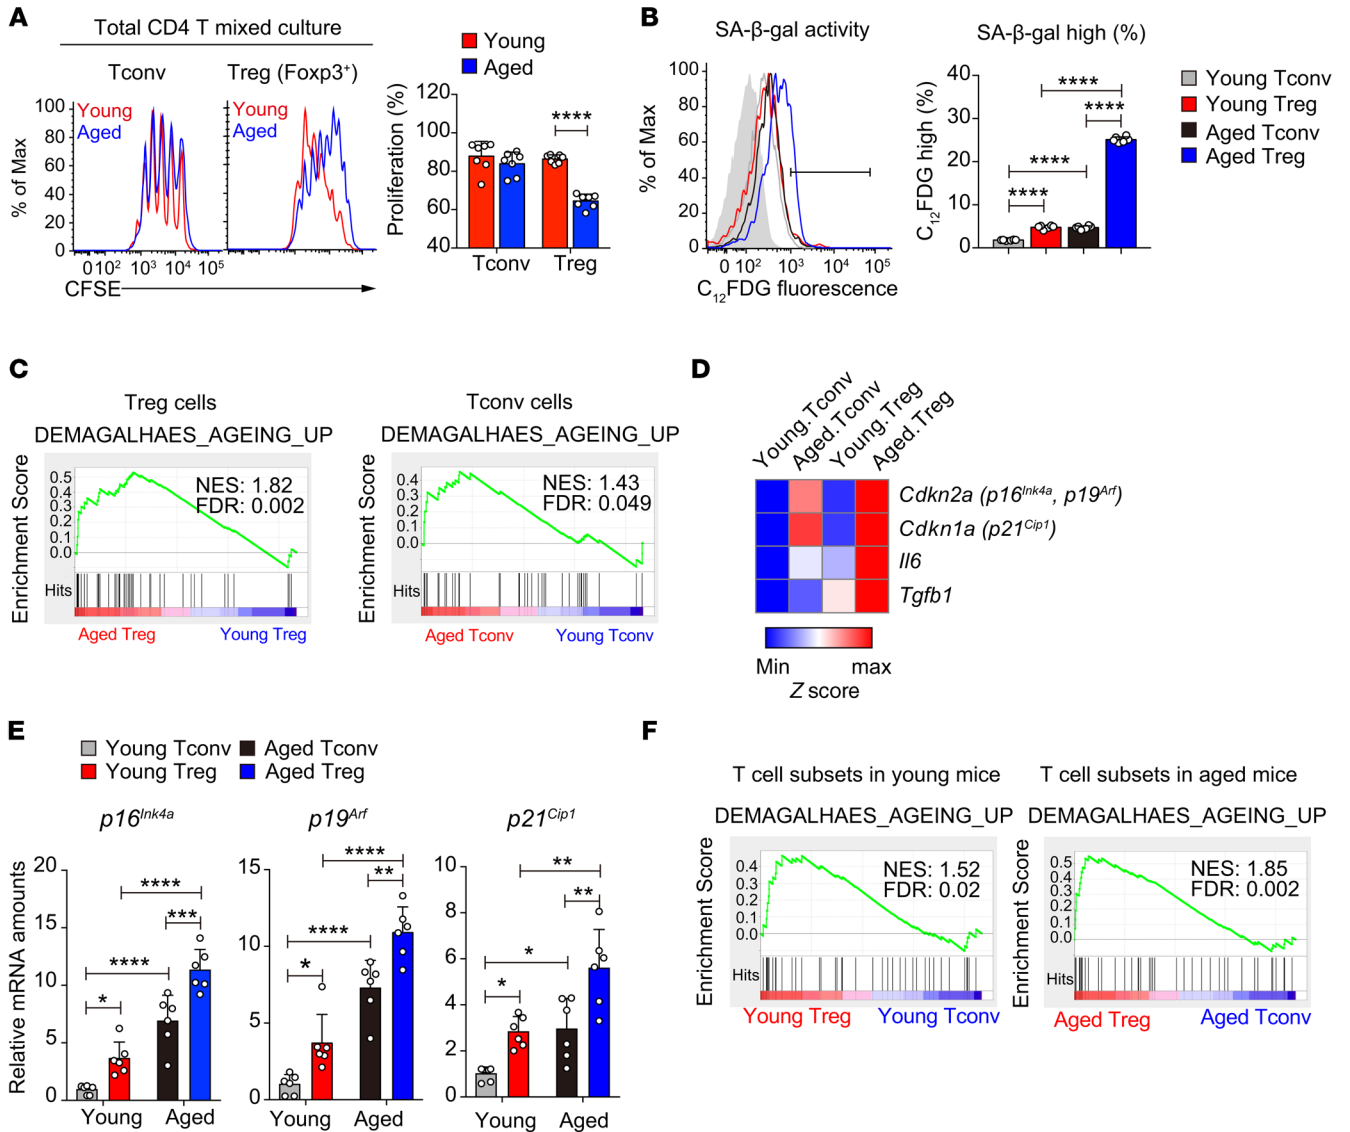 A
Total CD4 T mixed culture
Tconv
Treg (Foxp3⁺)
Young
Aged
Young
Aged
% of Max
100
80
60
40
20
0
0 10² 10³ 10⁴ 10⁵
CFSE
Young
Aged
Proliferation (%)
120
100
80
60
40
****
Tconv
Treg
B
SA-β-gal activity
% of Max
100
80
60
40
20
0
0 10² 10³ 10⁴ 10⁵
C₁₂FDG fluorescence
SA-β-gal high (%)
C₁₂FDG high (%)
40
30
20
10
0
****
****
****
****
Young Tconv
Young Treg
Aged Tconv
Aged Treg
C
Treg cells
DEMAGALHAES_AGEING_UP
Enrichment Score
0.5
0.4
0.3
0.2
0.1
0.0
NES: 1.82
FDR: 0.002
Hits
Aged Treg
Young Treg
Tconv cells
DEMAGALHAES_AGEING_UP
Enrichment Score
0.4
0.3
0.2
0.1
0.0
NES: 1.43
FDR: 0.049
Hits
Aged Tconv
Young Tconv
D
Young.Tconv
Aged.Tconv
Young.Treg
Aged.Treg
Cdkn2a (p16ᴵⁿᵏ⁴ᵃ, p19ᴬʳᶠ)
Cdkn1a (p21ᶜⁱᵖ¹)
Il6
Tgfb1
Min
max
Z score
E
Young Tconv
Aged Tconv
Young Treg
Aged Treg
p16ᴵⁿᵏ⁴ᵃ
Relative mRNA amounts
20
15
10
5
0
****
***
****
*
Young
Aged
p19ᴬʳᶠ
15
10
5
0
****
**
****
*
Young
Aged
p21ᶜⁱᵖ¹
10
8
6
4
2
0
**
**
*
*
Young
Aged
F
T cell subsets in young mice
DEMAGALHAES_AGEING_UP
Enrichment Score
0.4
0.3
0.2
0.1
0.0
NES: 1.52
FDR: 0.02
Hits
Young Treg
Young Tconv
T cell subsets in aged mice
DEMAGALHAES_AGEING_UP
Enrichment Score
0.5
0.4
0.3
0.2
0.1
0.0
NES: 1.85
FDR: 0.002
Hits
Aged Treg
Aged Tconv